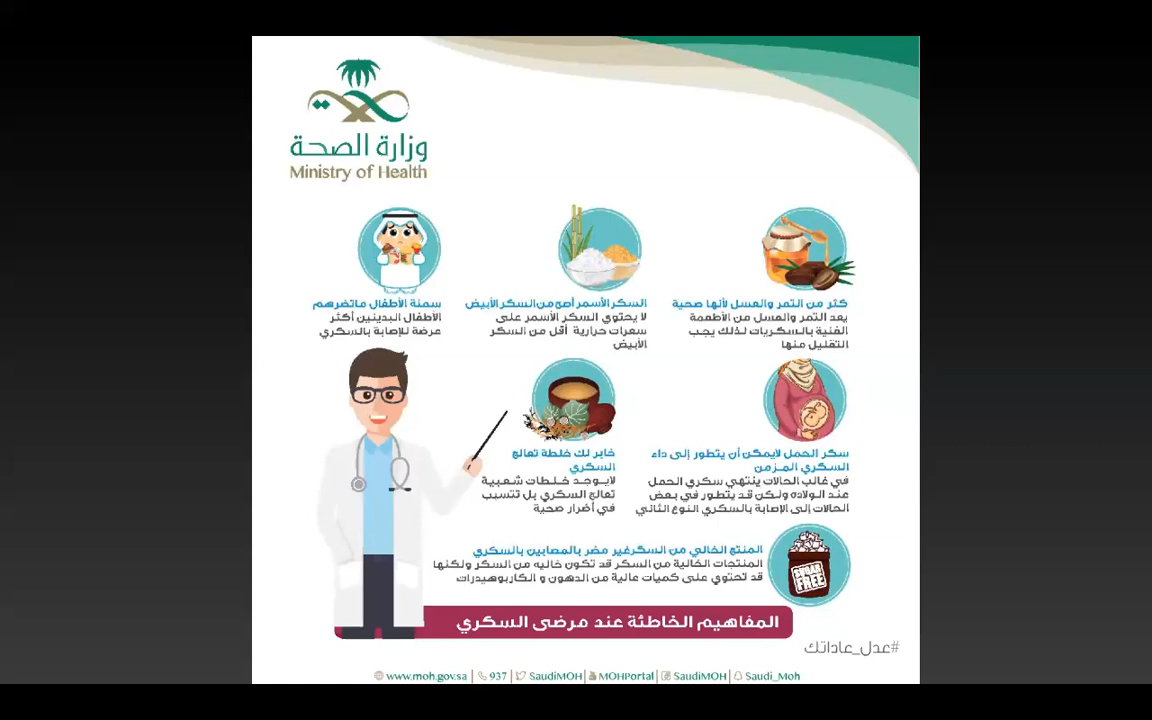 وزارة الصحة
Ministry of Health
كثر من التمر والعسل لأنها صحية
يعد التمر والعسل من الأطعمة
الغنية بالسكريات لذلك يجب
التقليل منها
السكر الأسمر أصح من السكر الأبيض
لا يحتوي السكر الأسمر على
سعرات حرارية أقل من السكر
الأبيض
سمنة الأطفال ماتضرهم
الأطفال البدينين أكثر
عرضة للإصابة بالسكري
سكر الحمل لايمكن أن يتطور إلى داء
السكري المزمن
في غالب الحالات ينتهي سكري الحمل
عند الولاده ولكن قد يتطور في بعض
الحالات إلى الإصابة بالسكري النوع الثاني
خابر لك خلطة تعالج
السكري
لايوجد خلطات شعبية
تعالج السكري بل تتسبب
في أضرار صحية
المنتج الخالي من السكر غير مضر بالمصابين بالسكري
المنتجات الخالية من السكر قد تكون خاليه من السكر ولكنها
قد تحتوي على كميات عالية من الدهون و الكاربوهيدرات
SUGAR
FREE
المفاهيم الخاطئة عند مرضى السكري
#عدل_عاداتك
www.moh.gov.sa | 937 | SaudiMOH | MOHPortal | SaudiMOH | Saudi_Moh